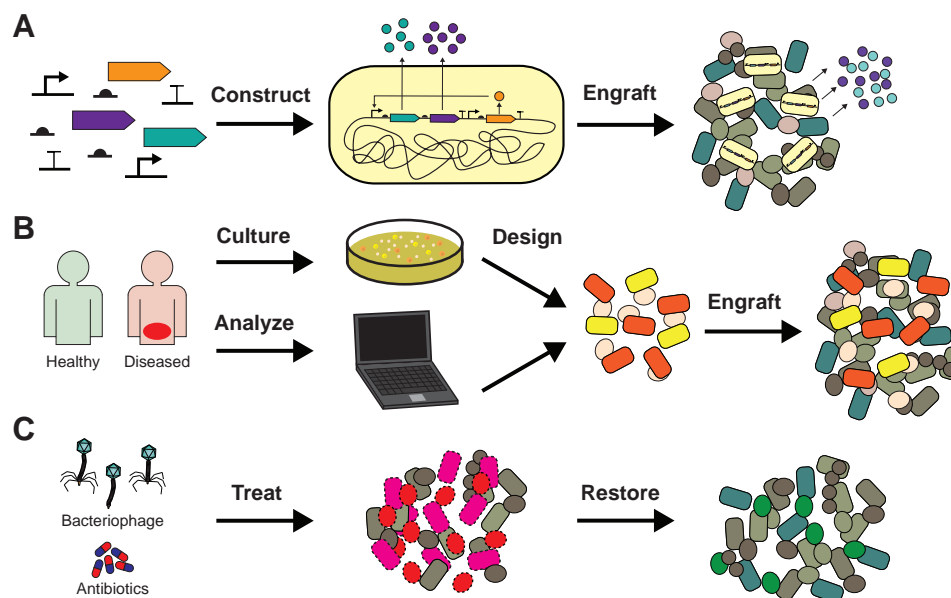 A
Construct
Engraft
B
Culture
Design
Analyze
Engraft
Healthy
Diseased
C
Treat
Restore
Bacteriophage
Antibiotics